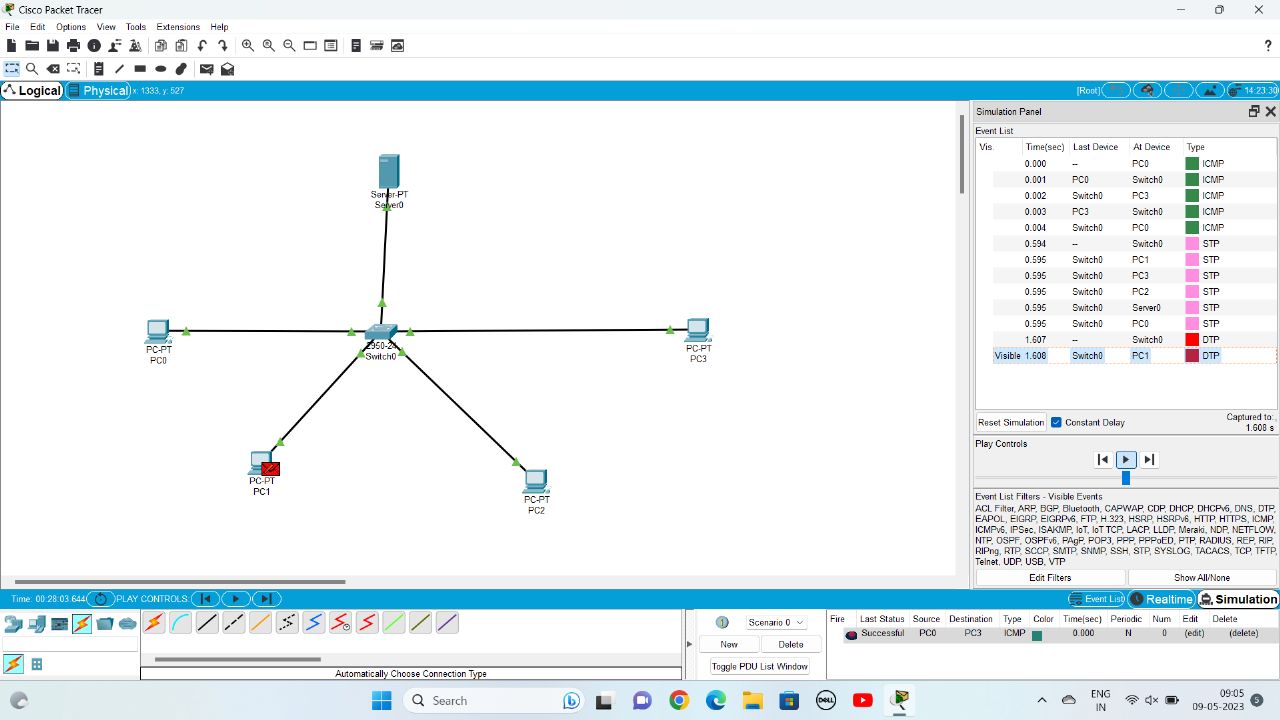 Cisco Packet Tracer
File Edit Options View Tools Extensions Help
?
Logical Physical x: 1333, y: 527 [Root] 14:23:30
Simulation Panel
Event List
Vis. Time(sec) Last Device At Device Type
0.000 -- PC0 ICMP
0.001 PC0 Switch0 ICMP
0.002 Switch0 PC3 ICMP
0.003 PC3 Switch0 ICMP
0.004 Switch0 PC0 ICMP
0.594 -- Switch0 STP
0.595 Switch0 PC1 STP
0.595 Switch0 PC3 STP
0.595 Switch0 PC2 STP
0.595 Switch0 Server0 STP
0.595 Switch0 PC0 STP
1.607 -- Switch0 DTP
Visible 1.608 Switch0 PC1 DTP
Server-PT
Server0
PC-PT
PC0
2950-24
Switch0
PC-PT
PC3
PC-PT
PC1
PC-PT
PC2
Reset Simulation Constant Delay Captured to:
1.608 s
Play Controls
Event List Filters - Visible Events
ACL Filter, ARP, BGP, Bluetooth, CAPWAP, CDP, DHCP, DHCPv6, DNS, DTP,
EAPOL, EIGRP, EIGRPv6, FTP, H.323, HSRP, HSRPv6, HTTP, HTTPS, ICMP,
ICMPv6, IPSec, ISAKMP, IoT, IoT TCP, LACP, LLDP, Meraki, NDP, NETFLOW,
NTP, OSPF, OSPFv6, PAgP, POP3, PPP, PPPoED, PTP, RADIUS, REP, RIP,
RIPng, RTP, SCCP, SMTP, SNMP, SSH, STP, SYSLOG, TACACS, TCP, TFTP,
Telnet, UDP, USB, VTP
Edit Filters Show All/None
Time: 00:28:03.644 PLAY CONTROLS: Event List Realtime Simulation
Scenario 0
New Delete
Toggle PDU List Window
Fire Last Status Source Destination Type Color Time(sec) Periodic Num Edit Delete
Successful PC0 PC3 ICMP 0.000 N 0 (edit) (delete)
Automatically Choose Connection Type
Search
DELL
ENG
IN
09:05
09-05-2023
5